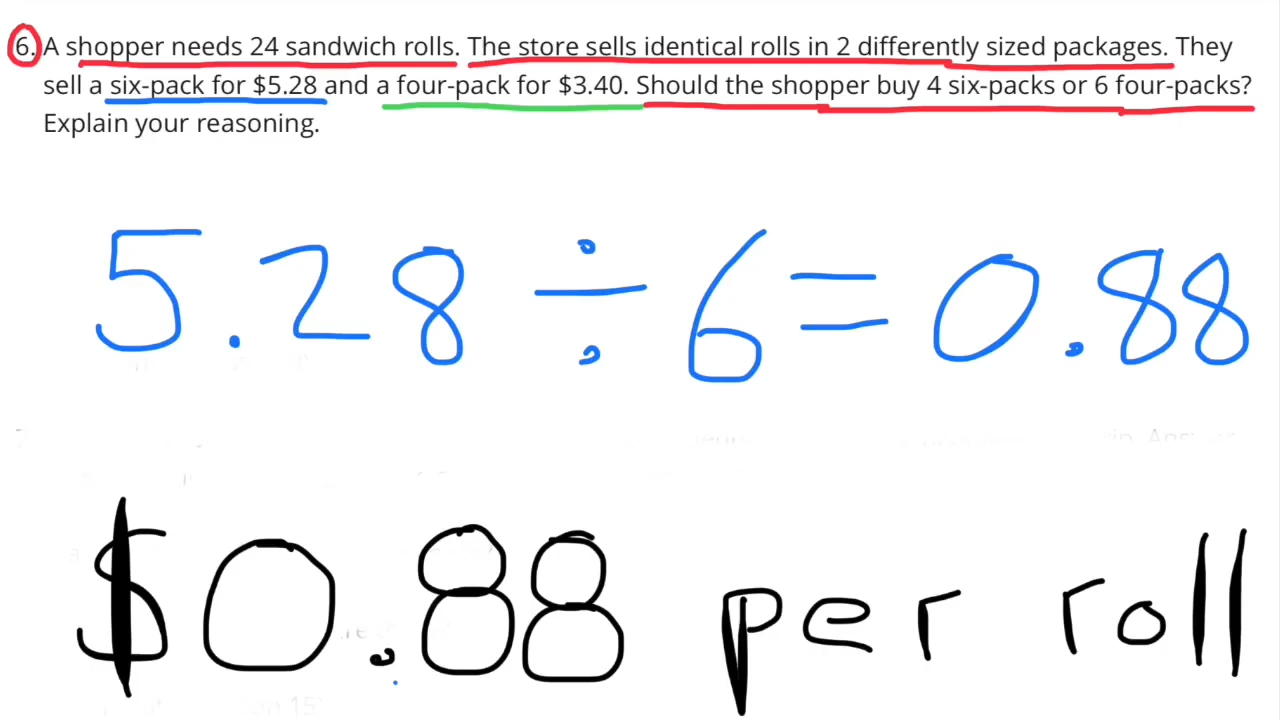 6. A shopper needs 24 sandwich rolls. The store sells identical rolls in 2 differently sized packages. They
sell a six-pack for $5.28 and a four-pack for $3.40. Should the shopper buy 4 six-packs or 6 four-packs?
Explain your reasoning.
5.28 ÷ 6 = 0.88
$0.88 per roll